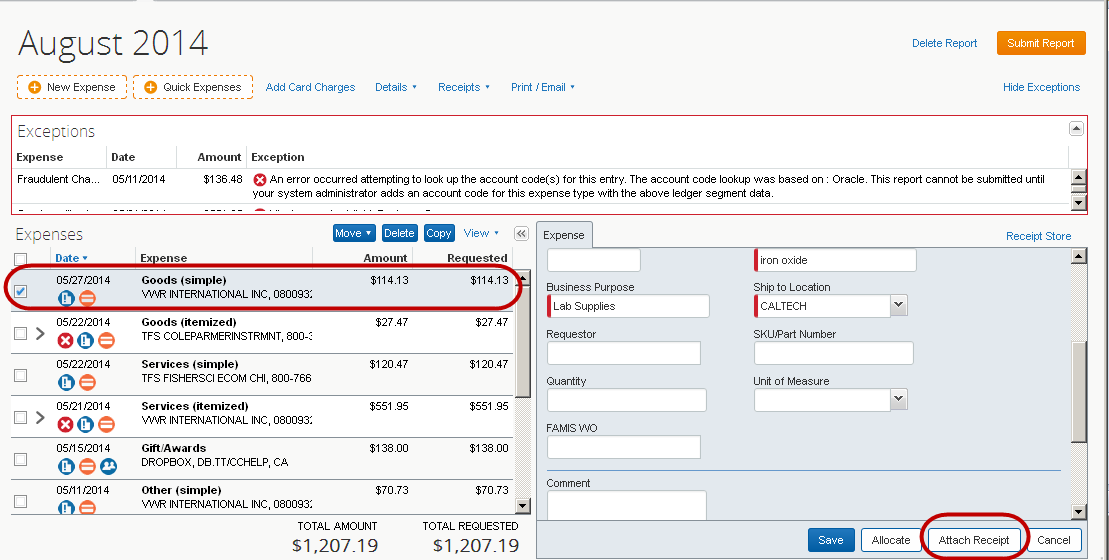 August 2014
Delete Report
Submit Report
New Expense
Quick Expenses
Add Card Charges
Details
Receipts
Print / Email
Hide Exceptions
Exceptions
Expense Date Amount Exception
Fraudulent Cha... 05/11/2014 $136.48 An error occurred attempting to look up the account code(s) for this entry. The account code lookup was based on : Oracle. This report cannot be submitted until
your system administrator adds an account code for this expense type with the above ledger segment data.
Expenses
Move
Delete
Copy
View
Date Expense Amount Requested
05/27/2014 Goods (simple) $114.13 $114.13
VWR INTERNATIONAL INC, 080093
05/22/2014 Goods (itemized) $27.47 $27.47
TFS COLEPARMERINSTRMNT, 800-
05/22/2014 Services (simple) $120.47 $120.47
TFS FISHERSCI ECOM CHI, 800-766
05/21/2014 Services (itemized) $551.95 $551.95
VWR INTERNATIONAL INC, 080093
05/15/2014 Gift/Awards $138.00 $138.00
DROPBOX, DB.TT/CCHELP, CA
05/11/2014 Other (simple) $70.73 $70.73
VWR INTERNATIONAL INC, 080093
TOTAL AMOUNT TOTAL REQUESTED
$1,207.19 $1,207.19
Expense
Receipt Store
iron oxide
Business Purpose Ship to Location
Lab Supplies CALTECH
Requestor SKU/Part Number
Quantity Unit of Measure
FAMIS WO
Comment
Save
Allocate
Attach Receipt
Cancel